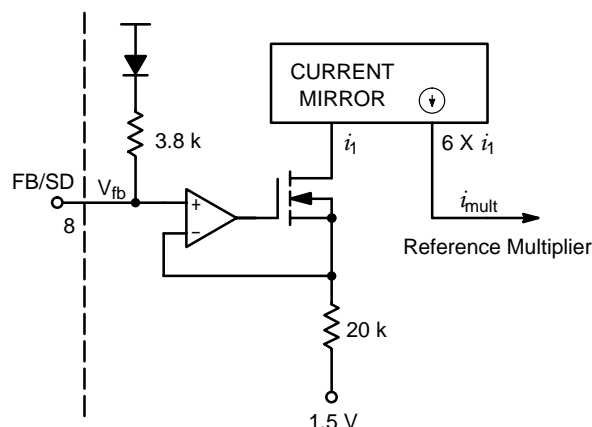 CURRENT
MIRROR
3.8 k
i1
6 X i1
FB/SD
Vfb
8
+
−
imult
Reference Multiplier
20 k
1.5 V